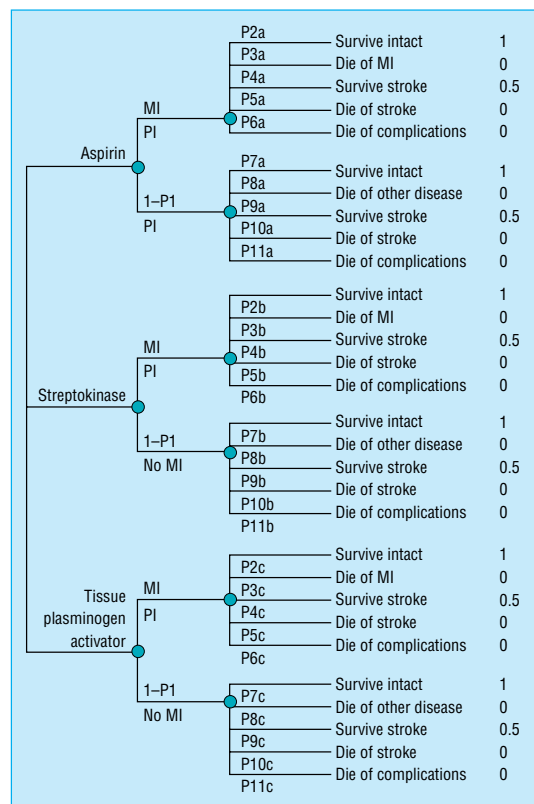 P2a
Survive intact 1
P3a
Die of MI 0
P4a
Survive stroke 0.5
P5a
Die of stroke 0
P6a
Die of complications 0
MI
PI
Aspirin
P7a
Survive intact 1
P8a
Die of other disease 0
P9a
Survive stroke 0.5
P10a
Die of stroke 0
P11a
Die of complications 0
1–P1
PI
Survive intact 1
P2b
Die of MI 0
P3b
Survive stroke 0.5
P4b
Die of stroke 0
P5b
Die of complications 0
P6b
MI
PI
Streptokinase
Survive intact 1
P7b
Die of other disease 0
P8b
Survive stroke 0.5
P9b
Die of stroke 0
P10b
Die of complications 0
P11b
1–P1
No MI
Survive intact 1
P2c
Die of MI 0
P3c
Survive stroke 0.5
P4c
Die of stroke 0
P5c
Die of complications 0
P6c
MI
PI
Tissue
plasminogen
activator
Survive intact 1
P7c
Die of other disease 0
P8c
Survive stroke 0.5
P9c
Die of stroke 0
P10c
Die of complications 0
P11c
1–P1
No MI